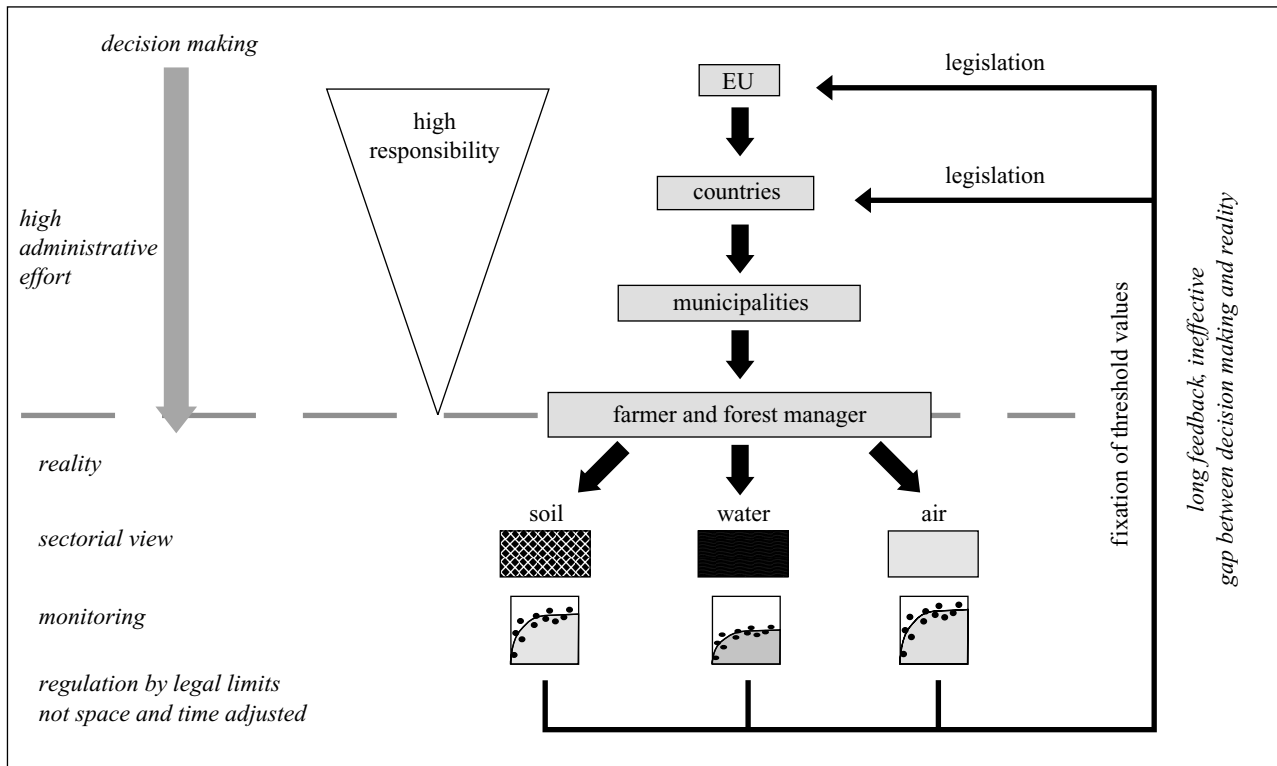 decision making
EU
legislation
high
responsibility
countries
legislation
high
administrative
effort
municipalities
fixation of threshold values
long feedback, ineffective
gap between decision making and reality
farmer and forest manager
reality
soil
water
air
sectorial view
monitoring
regulation by legal limits
not space and time adjusted